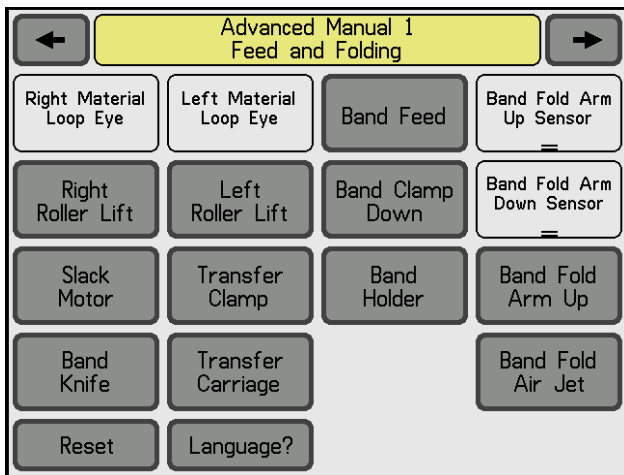 Advanced Manual 1
Feed and Folding
Right Material
Loop Eye
Left Material
Loop Eye
Band Feed
Band Fold Arm
Up Sensor
=
Right
Roller Lift
Left
Roller Lift
Band Clamp
Down
Band Fold Arm
Down Sensor
=
Slack
Motor
Transfer
Clamp
Band
Holder
Band Fold
Arm Up
Band
Knife
Transfer
Carriage
Band Fold
Air Jet
Reset
Language?